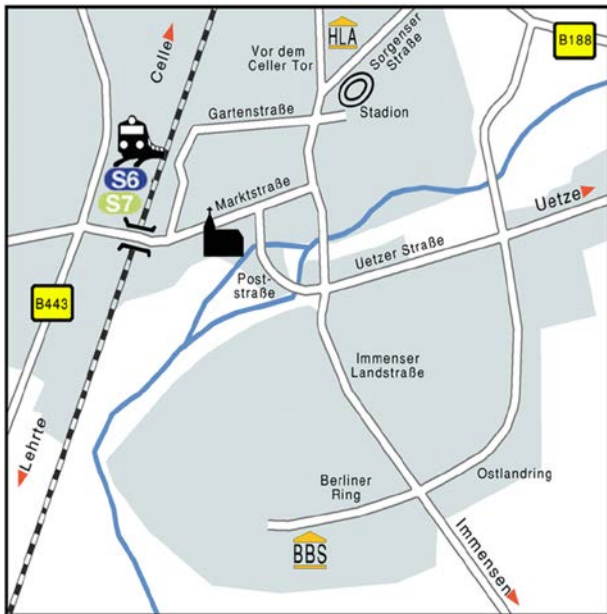 HLA
B188
Celle
Vor dem
Celler Tor
Sorgenser
Straße
Stadion
Gartenstraße
S6
S7
Marktstraße
Uetze
Uetzer Straße
Post-
straße
B443
Immenser
Landstraße
Lehrte
Berliner
Ring
Ostlandring
BBS
Immensen